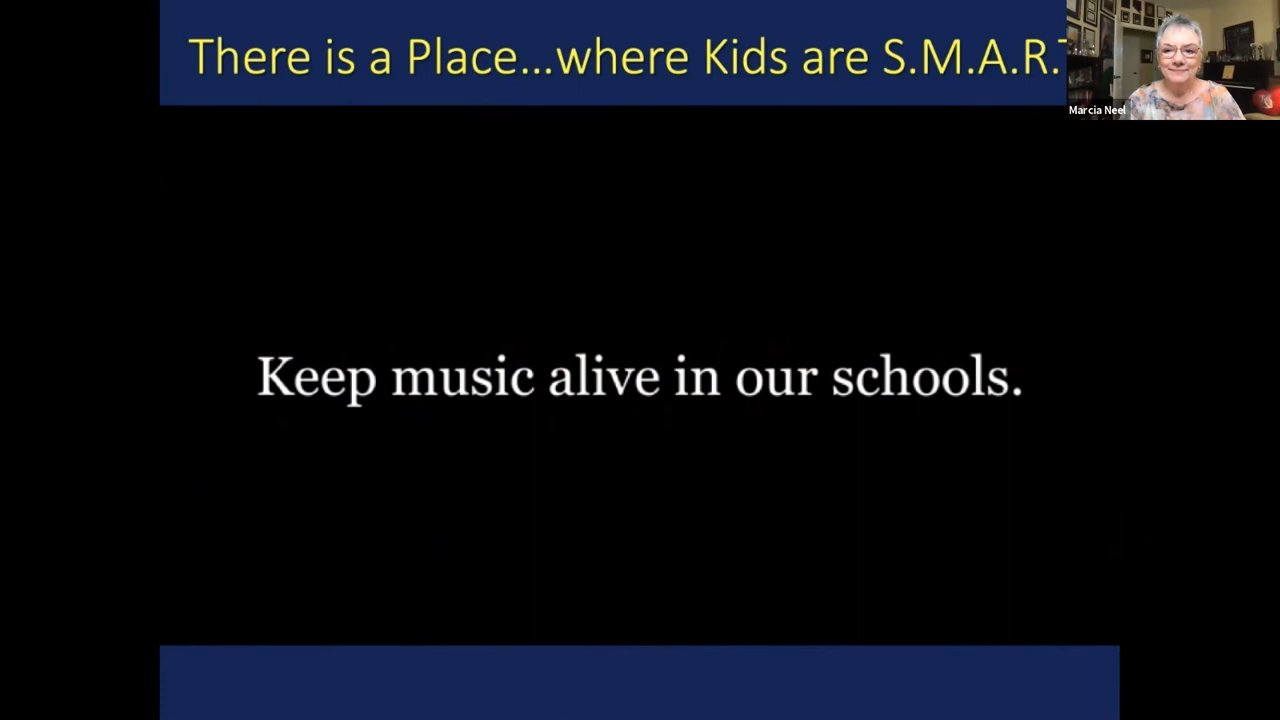 There is a Place...where Kids are S.M.A.R.T
Marcia Neel
Keep music alive in our schools.